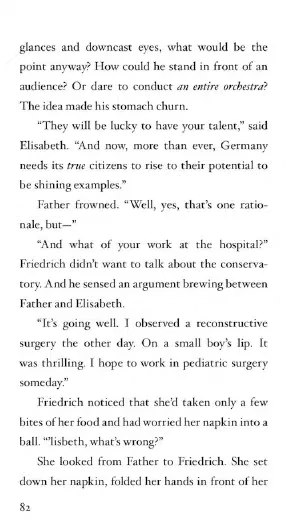 glances and downcast eyes, what would be the
point anyway? How could he stand in front of an
audience? Or dare to conduct an entire orchestra?
The idea made his stomach churn.
“They will be lucky to have your talent,” said
Elisabeth. “And now, more than ever, Germany
needs its true citizens to rise to their potential to
be shining examples.”
Father frowned. “Well, yes, that’s one ratio-
nale, but—”
“And what of your work at the hospital?”
Friedrich didn’t want to talk about the conserva-
tory. And he sensed an argument brewing between
Father and Elisabeth.
“It’s going well. I observed a reconstructive
surgery the other day. On a small boy’s lip. It
was thrilling. I hope to work in pediatric surgery
someday.”
Friedrich noticed that she’d taken only a few
bites of her food and had worried her napkin into a
ball. “’lisbeth, what’s wrong?”
She looked from Father to Friedrich. She set
down her napkin, folded her hands in front of her
82